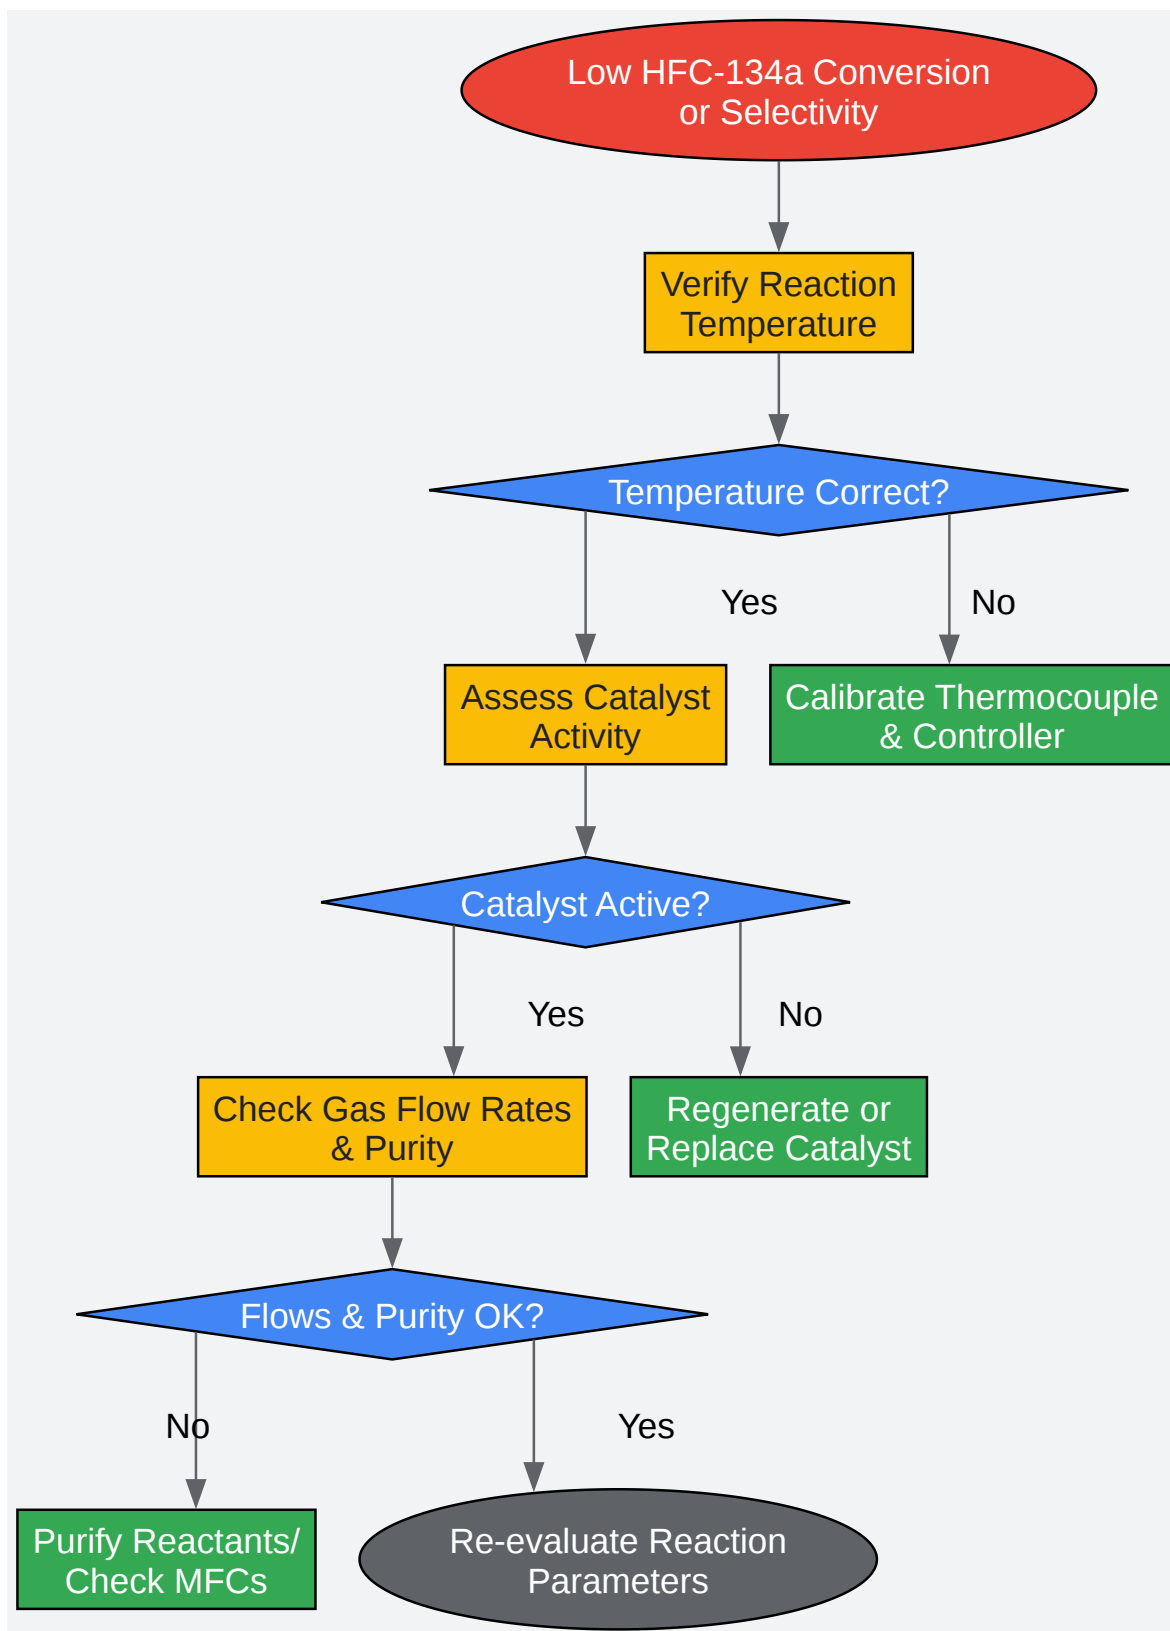 Low HFC-134a Conversion
or Selectivity
Verify Reaction
Temperature
Temperature Correct?
Yes
No
Assess Catalyst
Activity
Calibrate Thermocouple
& Controller
Catalyst Active?
Yes
No
Check Gas Flow Rates
& Purity
Regenerate or
Replace Catalyst
Flows & Purity OK?
No
Yes
Purify Reactants/
Check MFCs
Re-evaluate Reaction
Parameters